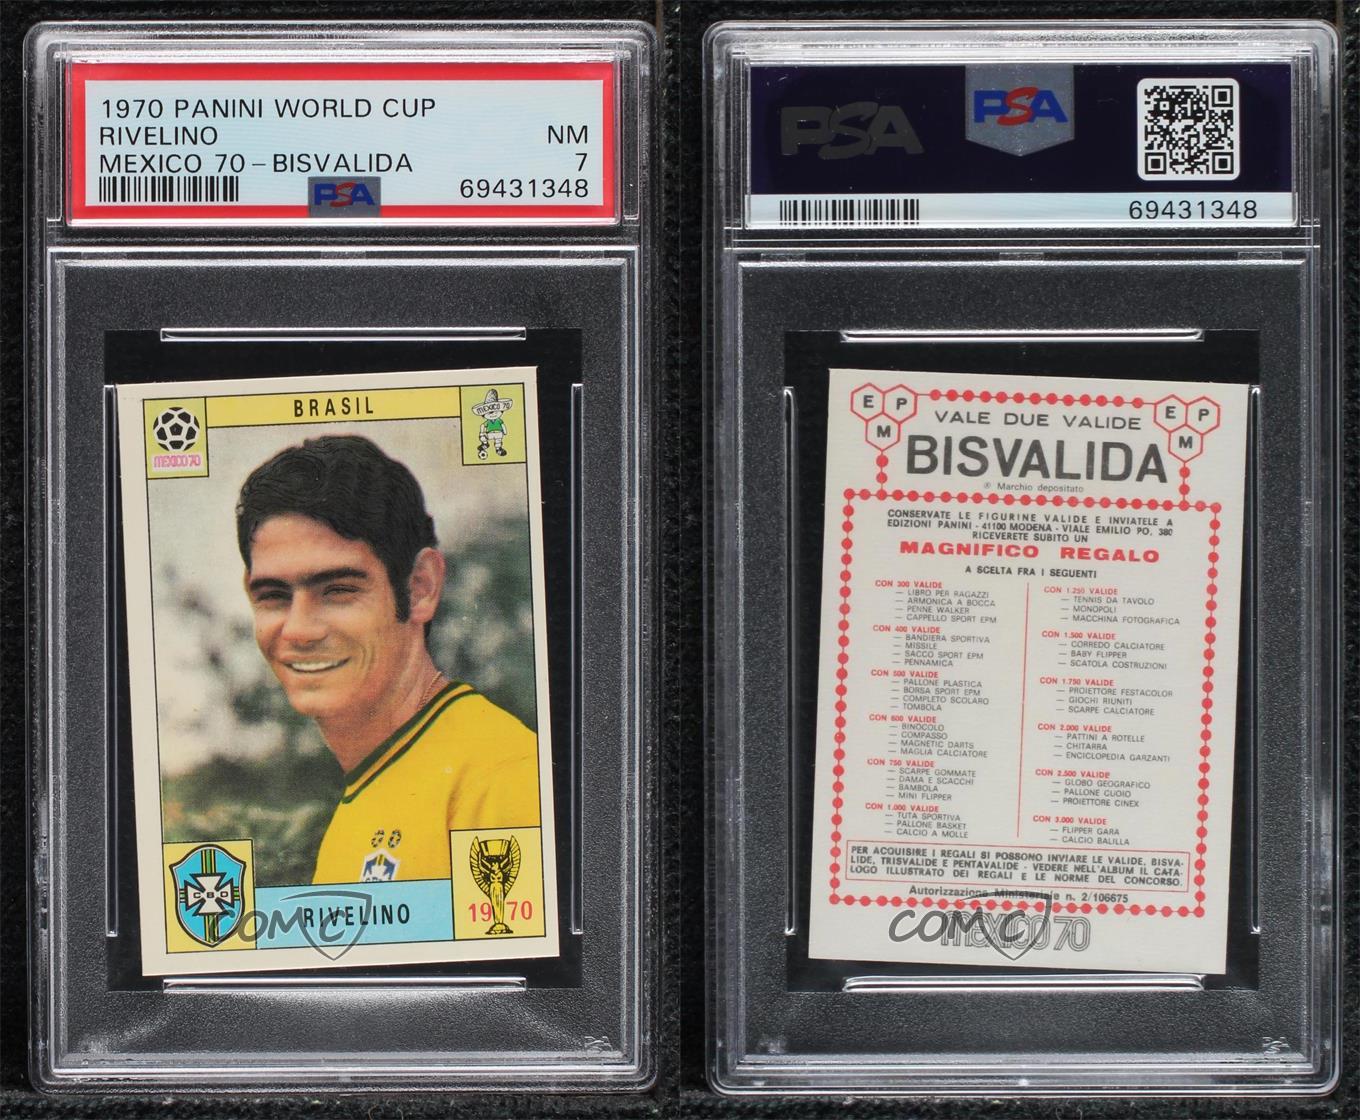 1970 PANINI WORLD CUP
RIVELINO NM
MEXICO 70 - BISVALIDA 7
PSA 69431348
BRASIL
MEXICO 70
MEXICO 70
CBD
RIVELINO
1970
COMC
PSA
PSA
69431348
E P M
E P M
VALE DUE VALIDE
BISVALIDA
® Marchio depositato
CONSERVATE LE FIGURINE VALIDE E INVIATELE A
EDIZIONI PANINI - 41100 MODENA - VIALE EMILIO PO, 380
RICEVERETE SUBITO UN
MAGNIFICO REGALO
A SCELTA FRA I SEGUENTI
CON 300 VALIDE
— LIBRO PER RAGAZZI
— ARMONICA A BOCCA
— PENNE WALKER
— CAPPELLO SPORT EPM
CON 400 VALIDE
— BANDIERA SPORTIVA
— MISSILE
— SACCO SPORT EPM
— PENNAMICA
CON 500 VALIDE
— PALLONE PLASTICA
— BORSA SPORT EPM
— COMPLETO SCOLARO
— TOMBOLA
CON 600 VALIDE
— BINOCOLO
— COMPASSO
— MAGNETIC DARTS
— MAGLIA CALCIATORE
CON 750 VALIDE
— SCARPE GOMMATE
— DAMA E SCACCHI
— BAMBOLA
— MINI FLIPPER
CON 1.000 VALIDE
— TUTA SPORTIVA
— PALLONE BASKET
— CALCIO A MOLLE
CON 1.250 VALIDE
— TENNIS DA TAVOLO
— MONOPOLI
— MACCHINA FOTOGRAFICA
CON 1.500 VALIDE
— CORREDO CALCIATORE
— BABY FLIPPER
— SCATOLA COSTRUZIONI
CON 1.750 VALIDE
— PROIETTORE FESTACOLOR
— GIOCHI RIUNITI
— SCARPE CALCIATORE
CON 2.000 VALIDE
— PATTINI A ROTELLE
— CHITARRA
— ENCICLOPEDIA GARZANTI
CON 2.500 VALIDE
— GLOBO GEOGRAFICO
— PALLONE CUOIO
— PROIETTORE CINEX
CON 3.000 VALIDE
— FLIPPER GARA
— CALCIO BALILLA
PER ACQUISIRE I REGALI SI POSSONO INVIARE LE VALIDE, BISVA-
LIDE, TRISVALIDE E PENTAVALIDE - VEDERE NELL'ALBUM IL CATA-
LOGO ILLUSTRATO DEI REGALI E LE NORME DEL CONCORSO.
Autorizzazione Ministeriale n. 2/106675
COMC
MEXICO 70